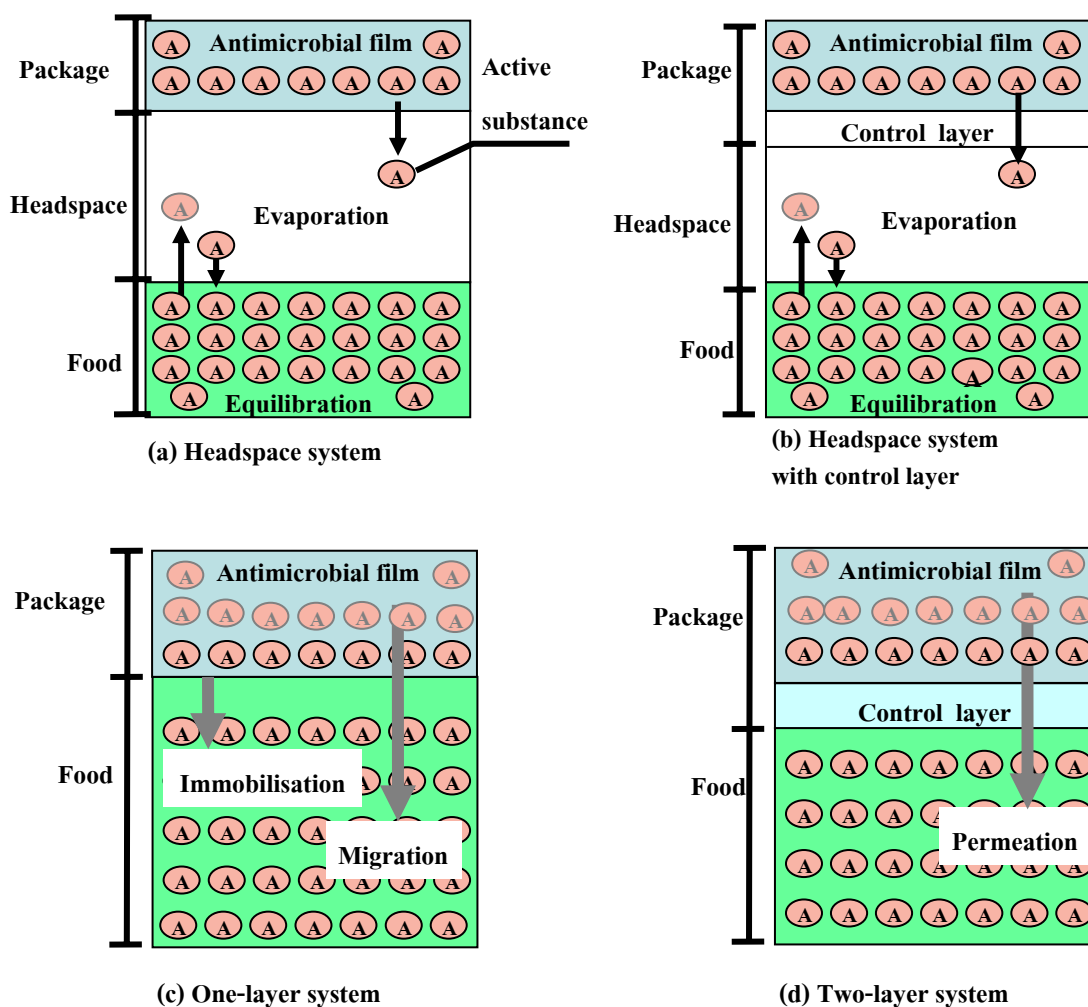 Package
Antimicrobial film
A A
A A A A A A A
Active
substance
A
Headspace
A
Evaporation
A
Food
A A A A A A A
A A A A A A A
A A A A A A A
A A
Equilibration
(a) Headspace system
Package
Antimicrobial film
A A
A A A A A A A
Control layer
A
Headspace
A
Evaporation
A
Food
A A A A A A A
A A A A A A A
A A A A A A A
A A
Equilibration
(b) Headspace system
with control layer
Package
Antimicrobial film
A A
A A A A A A A
A A A A A A A
Food
A A A A A A A
Immobilisation
A A A
A A A A A A A
Migration
A A A A A A A
A A A A A A A
(c) One-layer system
Package
Antimicrobial film
A A
A A A A A A A
A A A A A A A
Control layer
Food
A A A A A A A
A A A A A A A
Permeation
A A A A A A A
A A A A A A A
(d) Two-layer system